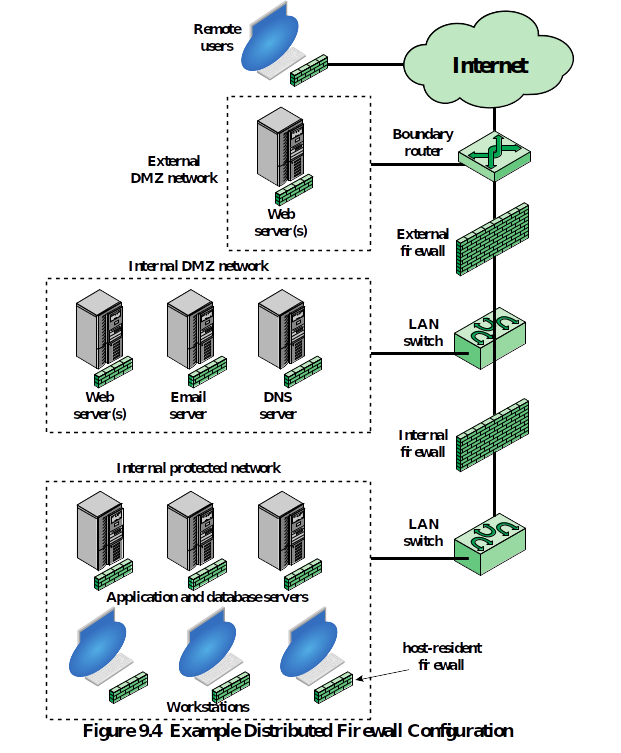 Remote
users
Internet
Boundary
router
External
DMZ network
Web
server(s)
External
firewall
Internal DMZ network
LAN
switch
Web
server(s)
Email
server
DNS
server
Internal
firewall
Internal protected network
LAN
switch
Application and database servers
host-resident
firewall
Workstations
Figure 9.4 Example Distributed Firewall Configuration